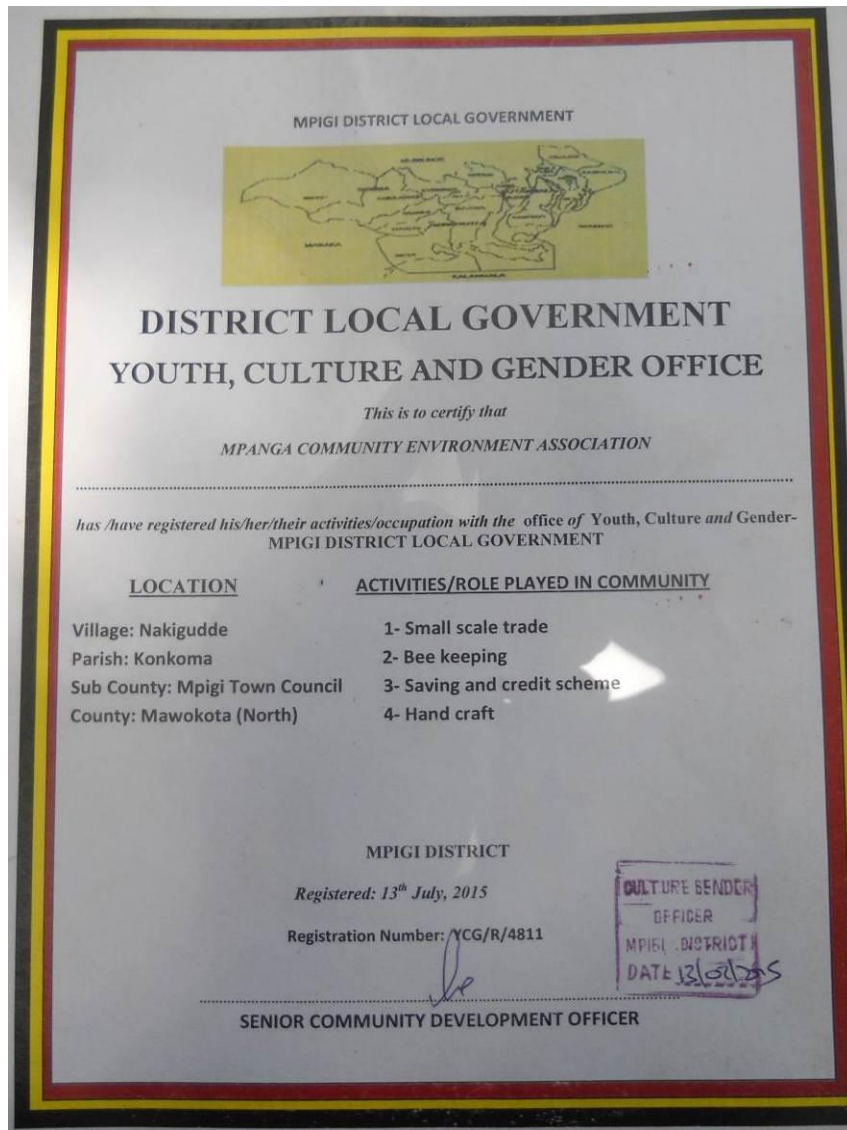 MPIGI DISTRICT LOCAL GOVERNMENT
DISTRICT LOCAL GOVERNMENT
YOUTH, CULTURE AND GENDER OFFICE
This is to certify that
MPANGA COMMUNITY ENVIRONMENT ASSOCIATION
has /have registered his/her/their activities/occupation with the office of Youth, Culture and Gender-
MPIGI DISTRICT LOCAL GOVERNMENT
LOCATION
Village: Nakigudde
Parish: Konkoma
Sub County: Mpigi Town Council
County: Mawokota (North)
ACTIVITIES/ROLE PLAYED IN COMMUNITY
1- Small scale trade
2- Bee keeping
3- Saving and credit scheme
4- Hand craft
MPIGI DISTRICT
Registered: 13th July, 2015
Registration Number: YCG/R/4811
SENIOR COMMUNITY DEVELOPMENT OFFICER
CULTURE GENDER
OFFICER
MPIGI DISTRICT
DATE